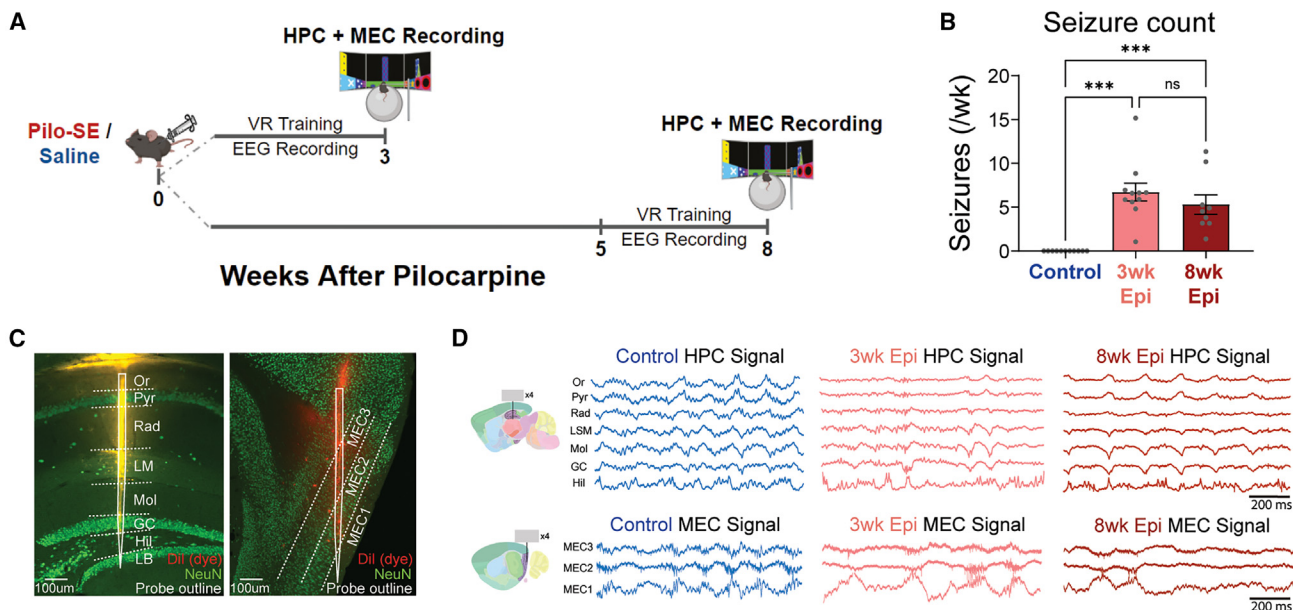 A
HPC + MEC Recording
Pilo-SE /
Saline
VR Training
EEG Recording
0
3
HPC + MEC Recording
VR Training
EEG Recording
5
8
Weeks After Pilocarpine
B
Seizure count
***
***
ns
Seizures (/wk)
20
15
10
5
0
Control
3wk
Epi
8wk
Epi
C
Or
Pyr
Rad
LM
Mol
GC
Hil
LB
DiI (dye)
NeuN
100um
Probe outline
MEC3
MEC2
MEC1
DiI (dye)
NeuN
100um
Probe outline
D
Control HPC Signal
3wk Epi HPC Signal
8wk Epi HPC Signal
x4
Or
Pyr
Rad
LSM
Mol
GC
Hil
200 ms
Control MEC Signal
3wk Epi MEC Signal
8wk Epi MEC Signal
x4
MEC3
MEC2
MEC1
200 ms